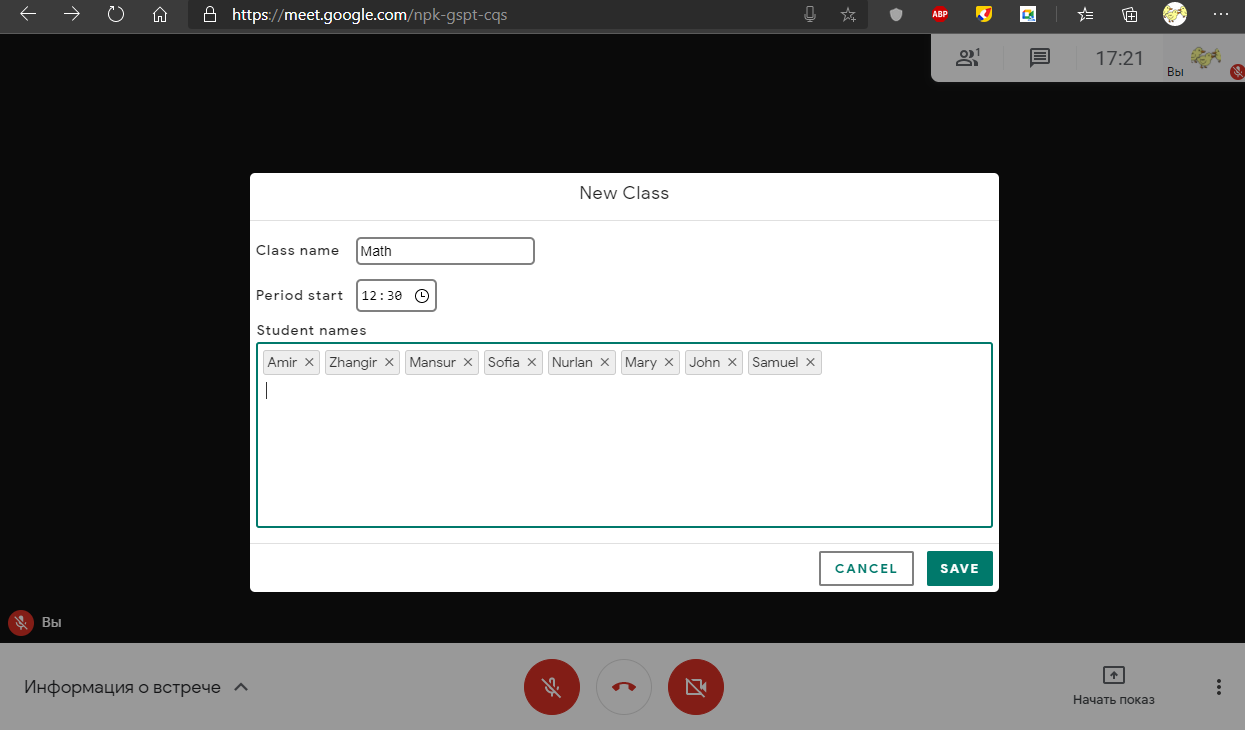 https://meet.google.com/npk-gspt-cqs
ABP
1
17:21
Вы
New Class
Class name Math
Period start 12:30
Student names
Amir Zhangir Mansur Sofia Nurlan Mary John Samuel
CANCEL SAVE
Вы
Информация о встрече
Начать показ